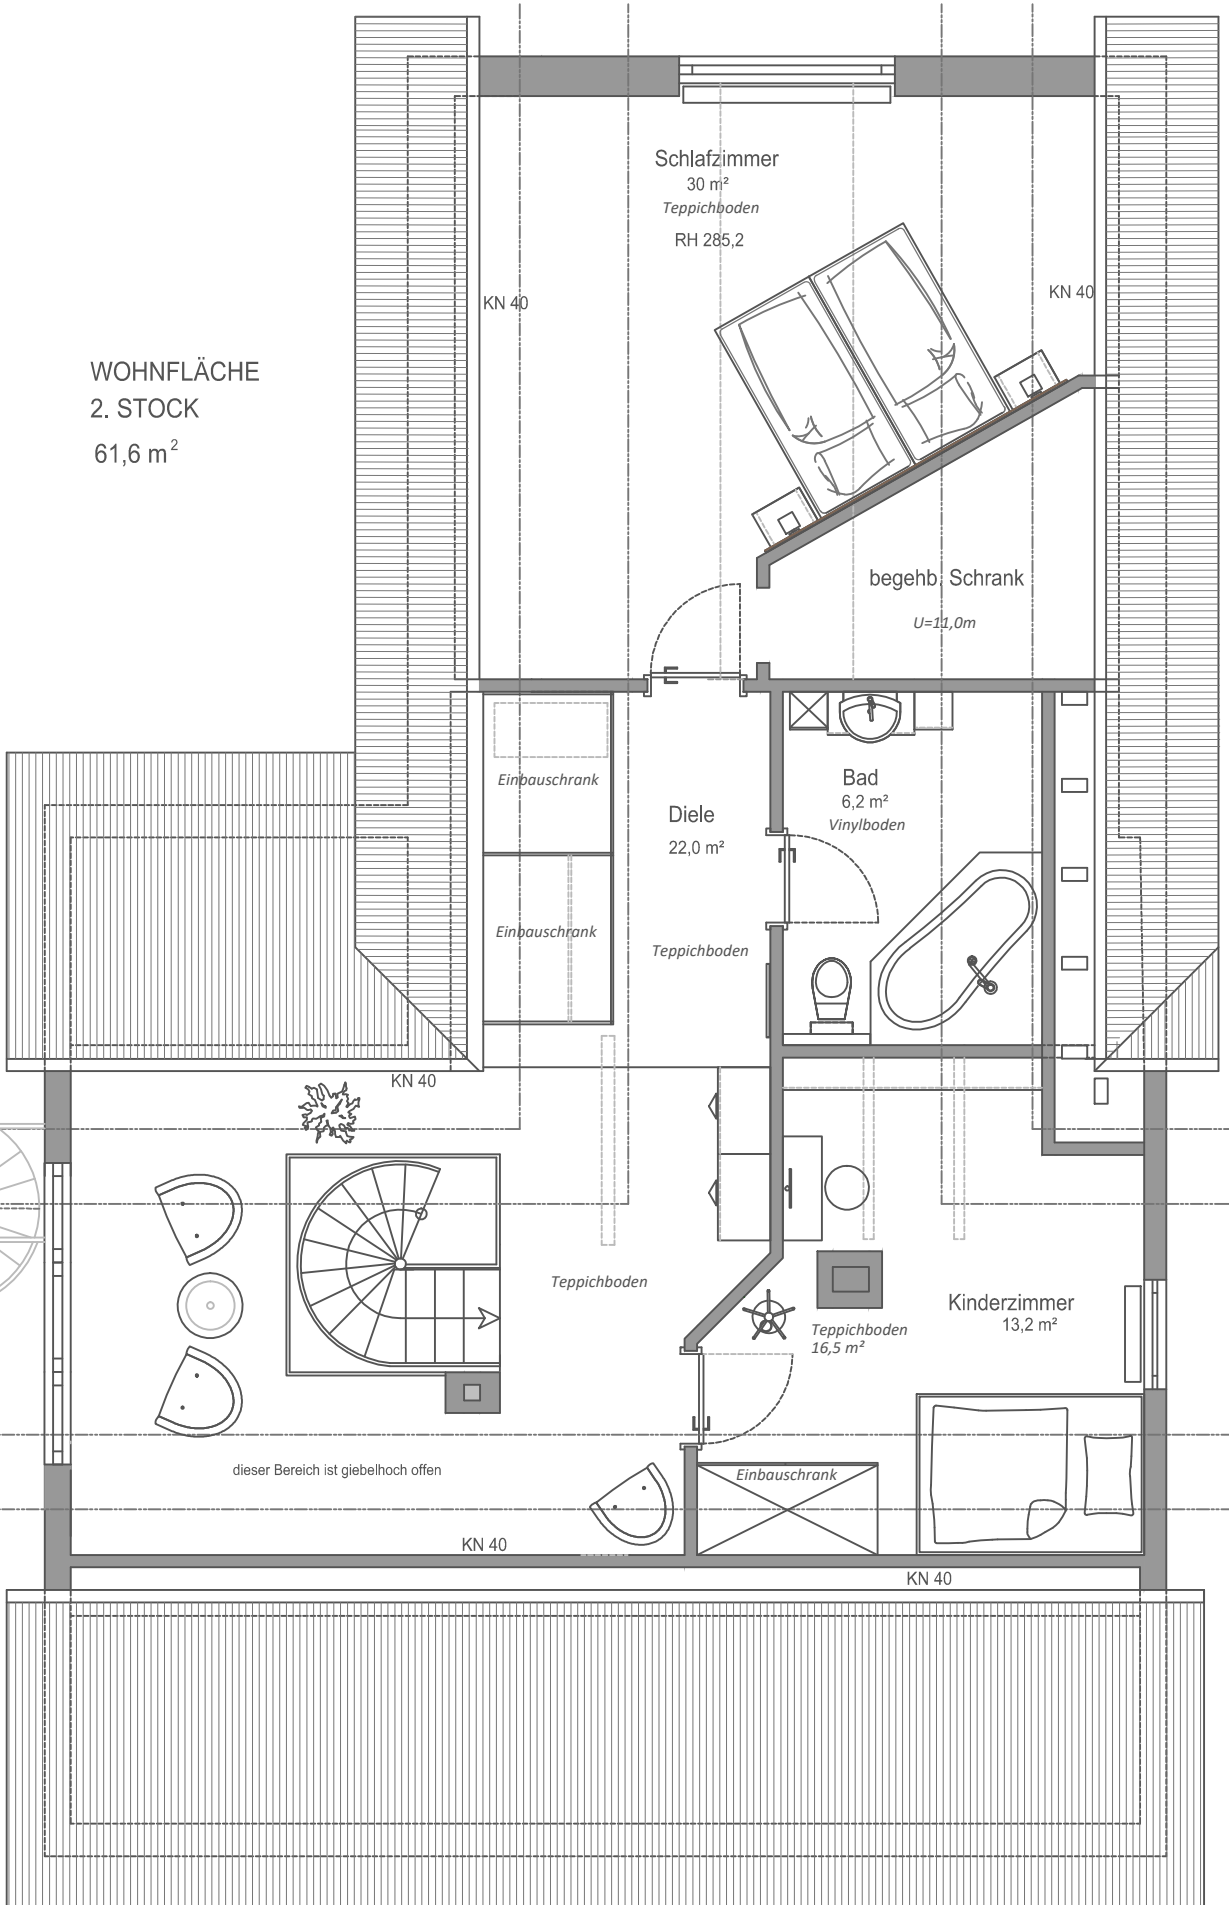 Schlafzimmer
30 m²
Teppichboden
RH 285,2
KN 40
KN 40
WOHNFLÄCHE
2. STOCK
61,6 m²
begehb. Schrank
U=11,0m
Einbauschrank
Bad
6,2 m²
Vinylboden
Diele
22,0 m²
Einbauschrank
Teppichboden
KN 40
Teppichboden
Kinderzimmer
13,2 m²
Teppichboden
16,5 m²
dieser Bereich ist giebelhoch offen
Einbauschrank
KN 40
KN 40